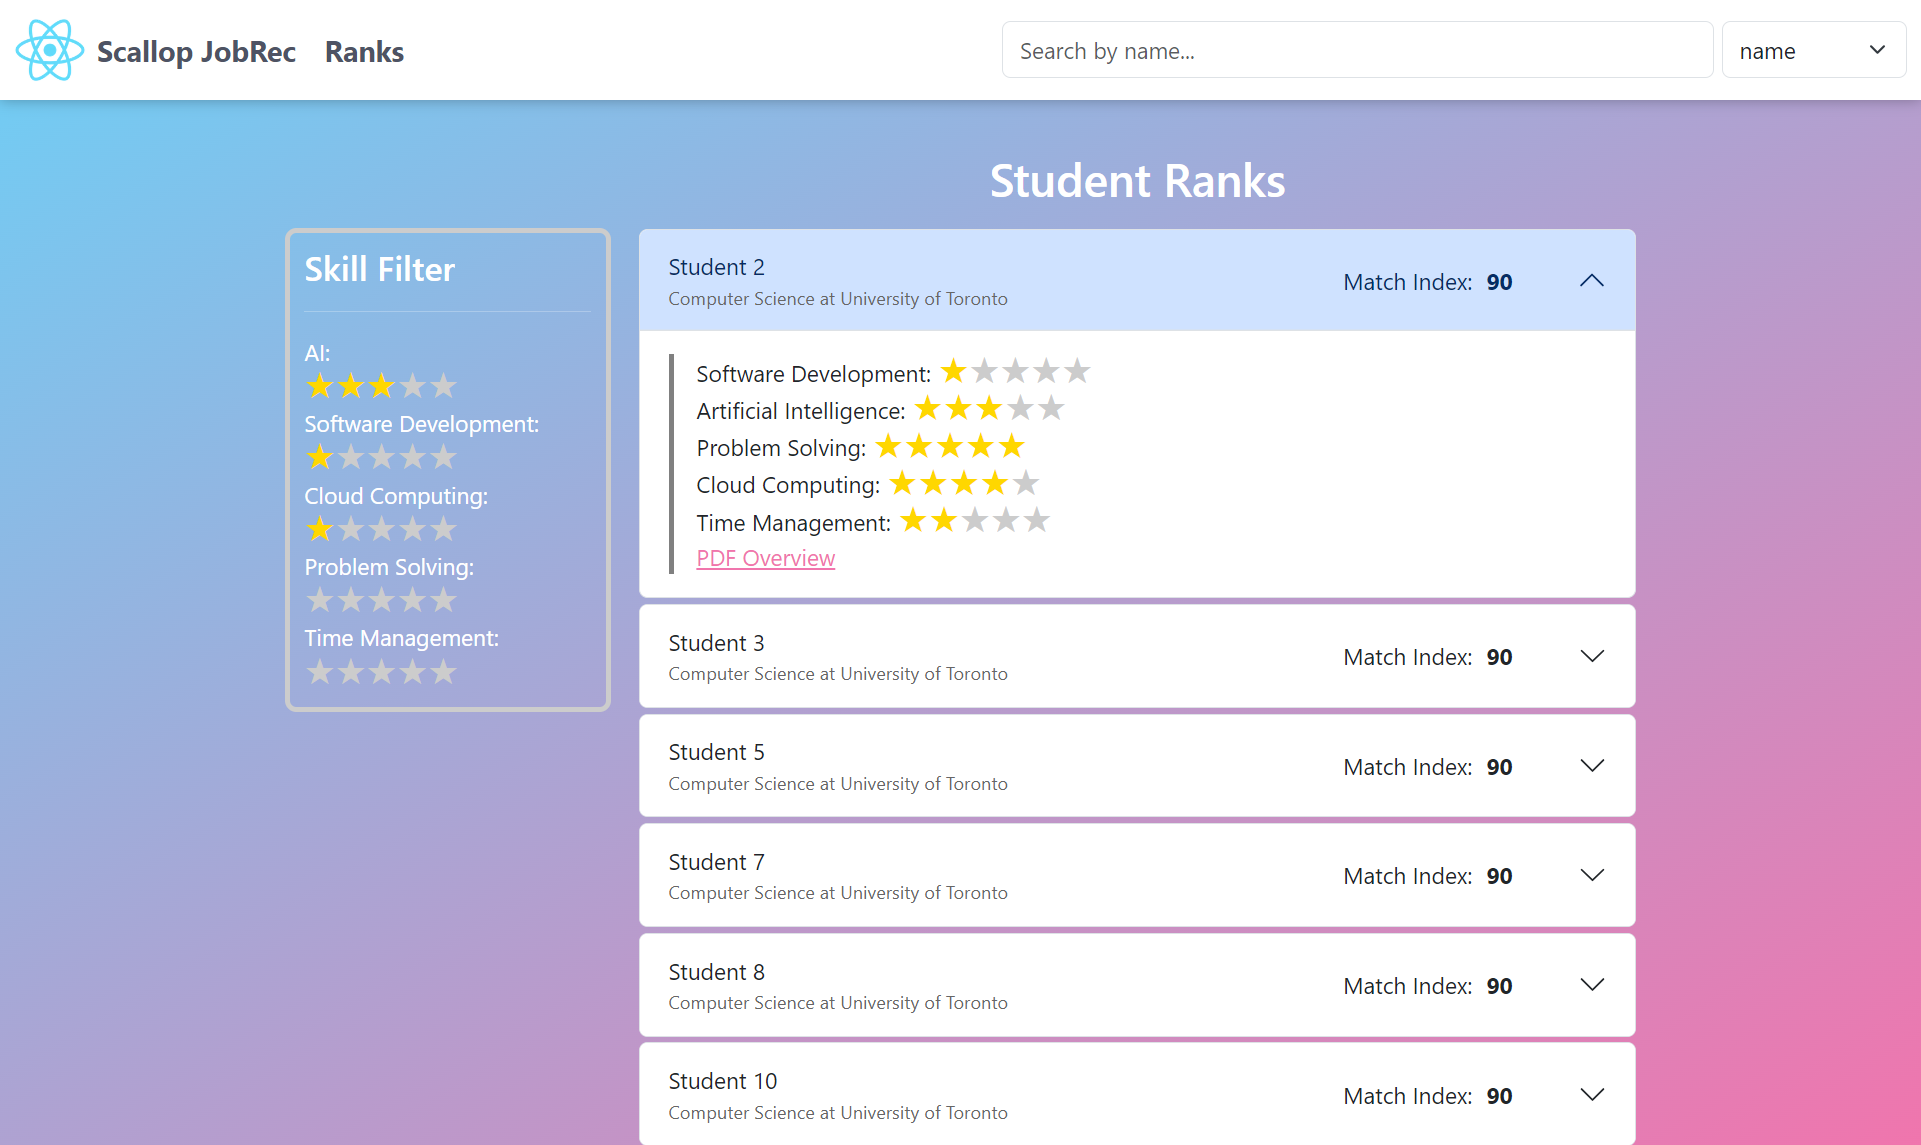 Scallop JobRec Ranks
Search by name...
name
Student Ranks
Skill Filter
AI:
Software Development:
Cloud Computing:
Problem Solving:
Time Management:
Student 2
Computer Science at University of Toronto
Match Index: 90
Software Development:
Artificial Intelligence:
Problem Solving:
Cloud Computing:
Time Management:
PDF Overview
Student 3
Computer Science at University of Toronto
Match Index: 90
Student 5
Computer Science at University of Toronto
Match Index: 90
Student 7
Computer Science at University of Toronto
Match Index: 90
Student 8
Computer Science at University of Toronto
Match Index: 90
Student 10
Computer Science at University of Toronto
Match Index: 90